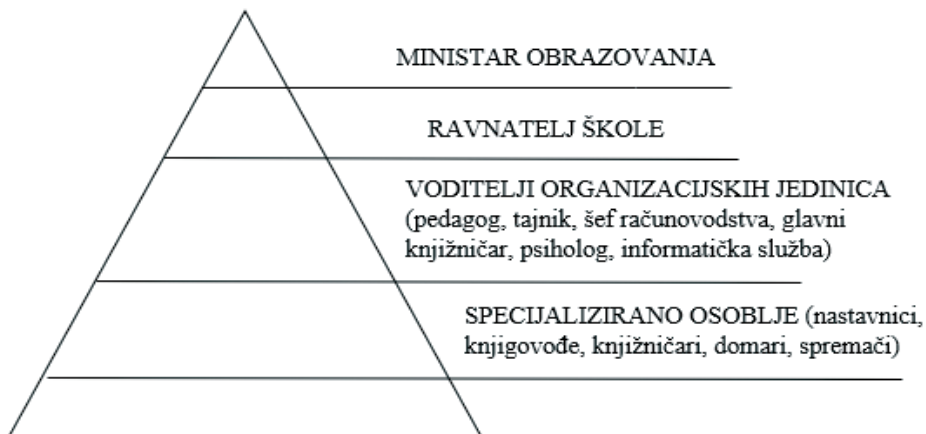 MINISTAR OBRAZOVANJA
RAVNATELJ ŠKOLE
VODITELJI ORGANIZACIJSKIH JEDINICA
(pedagog, tajnik, šef računovodstva, glavni
knjižničar, psiholog, informatička služba)
SPECIJALIZIRANO OSOBLJE (nastavnici,
knjigovođe, knjižničari, domari, spremači)